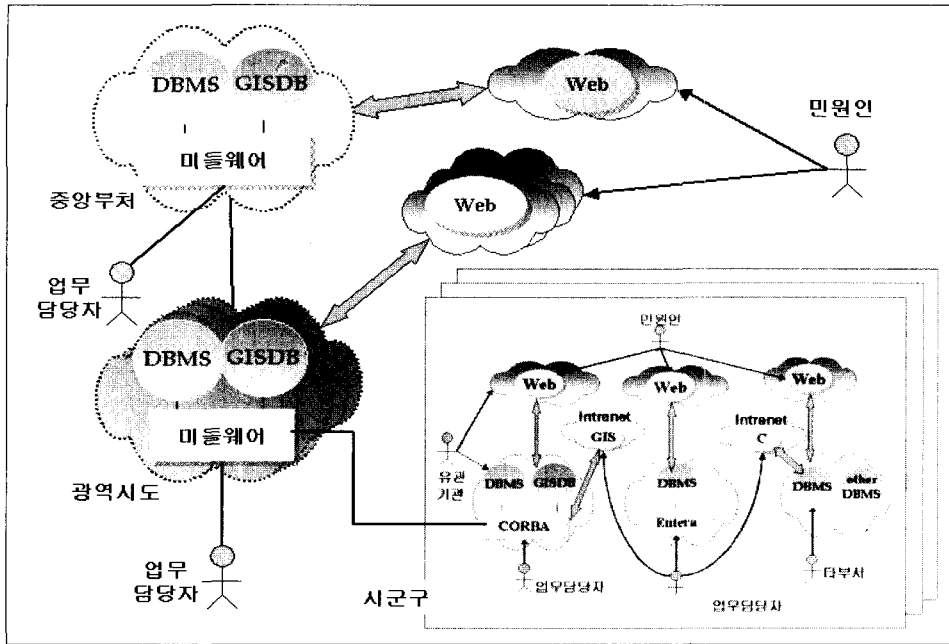 DBMS GISDB
미들웨어
중앙부처
Web
민원인
Web
업무
담당자
DBMS GISDB
미들웨어
광역시도
업무
담당자
시군구
민원인
Web
Web
Web
Intranet
GIS
Intranet
C
유관
기관
DBMS GISDB
CORBA
DBMS
Entera
DBMS
other
DBMS
업무담당자
업무담당자
타부서